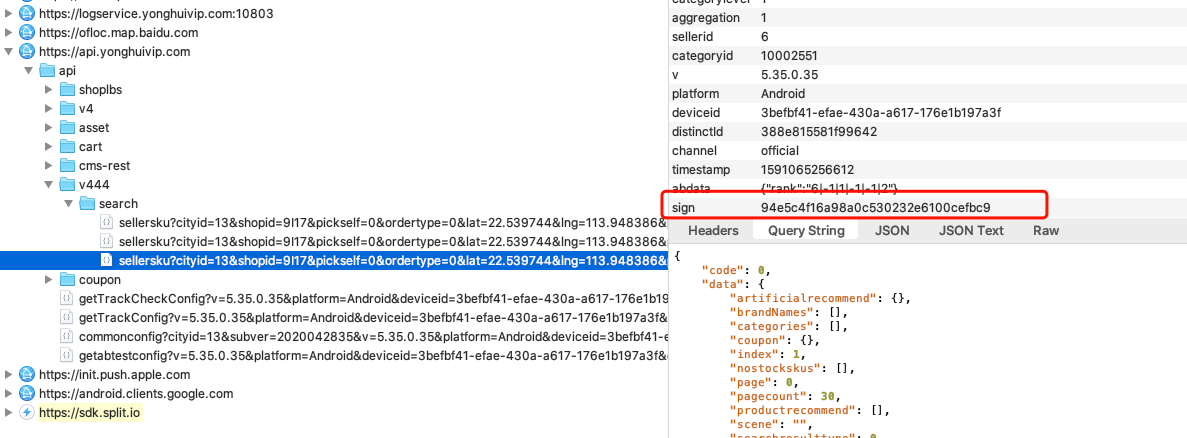 https://logservice.yonghuivip.com:10803
https://ofloc.map.baidu.com
https://api.yonghuivip.com
api
shoplbs
v4
asset
cart
cms-rest
v444
search
sellersku?cityid=13&shopid=9I17&pickself=0&ordertype=0&lat=22.539744&lng=113.948386&
sellersku?cityid=13&shopid=9I17&pickself=0&ordertype=0&lat=22.539744&lng=113.948386&
sellersku?cityid=13&shopid=9I17&pickself=0&ordertype=0&lat=22.539744&lng=113.948386&
coupon
getTrackCheckConfig?v=5.35.0.35&platform=Android&deviceid=3befbf41-efae-430a-a617-176e1b19
getTrackConfig?v=5.35.0.35&platform=Android&deviceid=3befbf41-efae-430a-a617-176e1b197a3f&
commonconfig?cityid=13&subver=2020042835&v=5.35.0.35&platform=Android&deviceid=3befbf41-e
getabtestconfig?v=5.35.0.35&platform=Android&deviceid=3befbf41-efae-430a-a617-176e1b197a3f&
https://init.push.apple.com
https://android.clients.google.com
https://sdk.split.io
categorylevel 1
aggregation 1
sellerid 6
categoryid 10002551
v 5.35.0.35
platform Android
deviceid 3befbf41-efae-430a-a617-176e1b197a3f
distinctId 388e815581f99642
channel official
timestamp 1591065256612
abdata {"rank":"6|-1|1|-1|-1|2"}
sign 94e5c4f16a98a0c530232e6100cefbc9
Headers Query String JSON JSON Text Raw
{
"code": 0,
"data": {
"artificialrecommend": {},
"brandNames": [],
"categories": [],
"coupon": {},
"index": 1,
"nostockskus": [],
"page": 0,
"pagecount": 30,
"productrecommend": [],
"scene": "",
"searchresulttype": 0